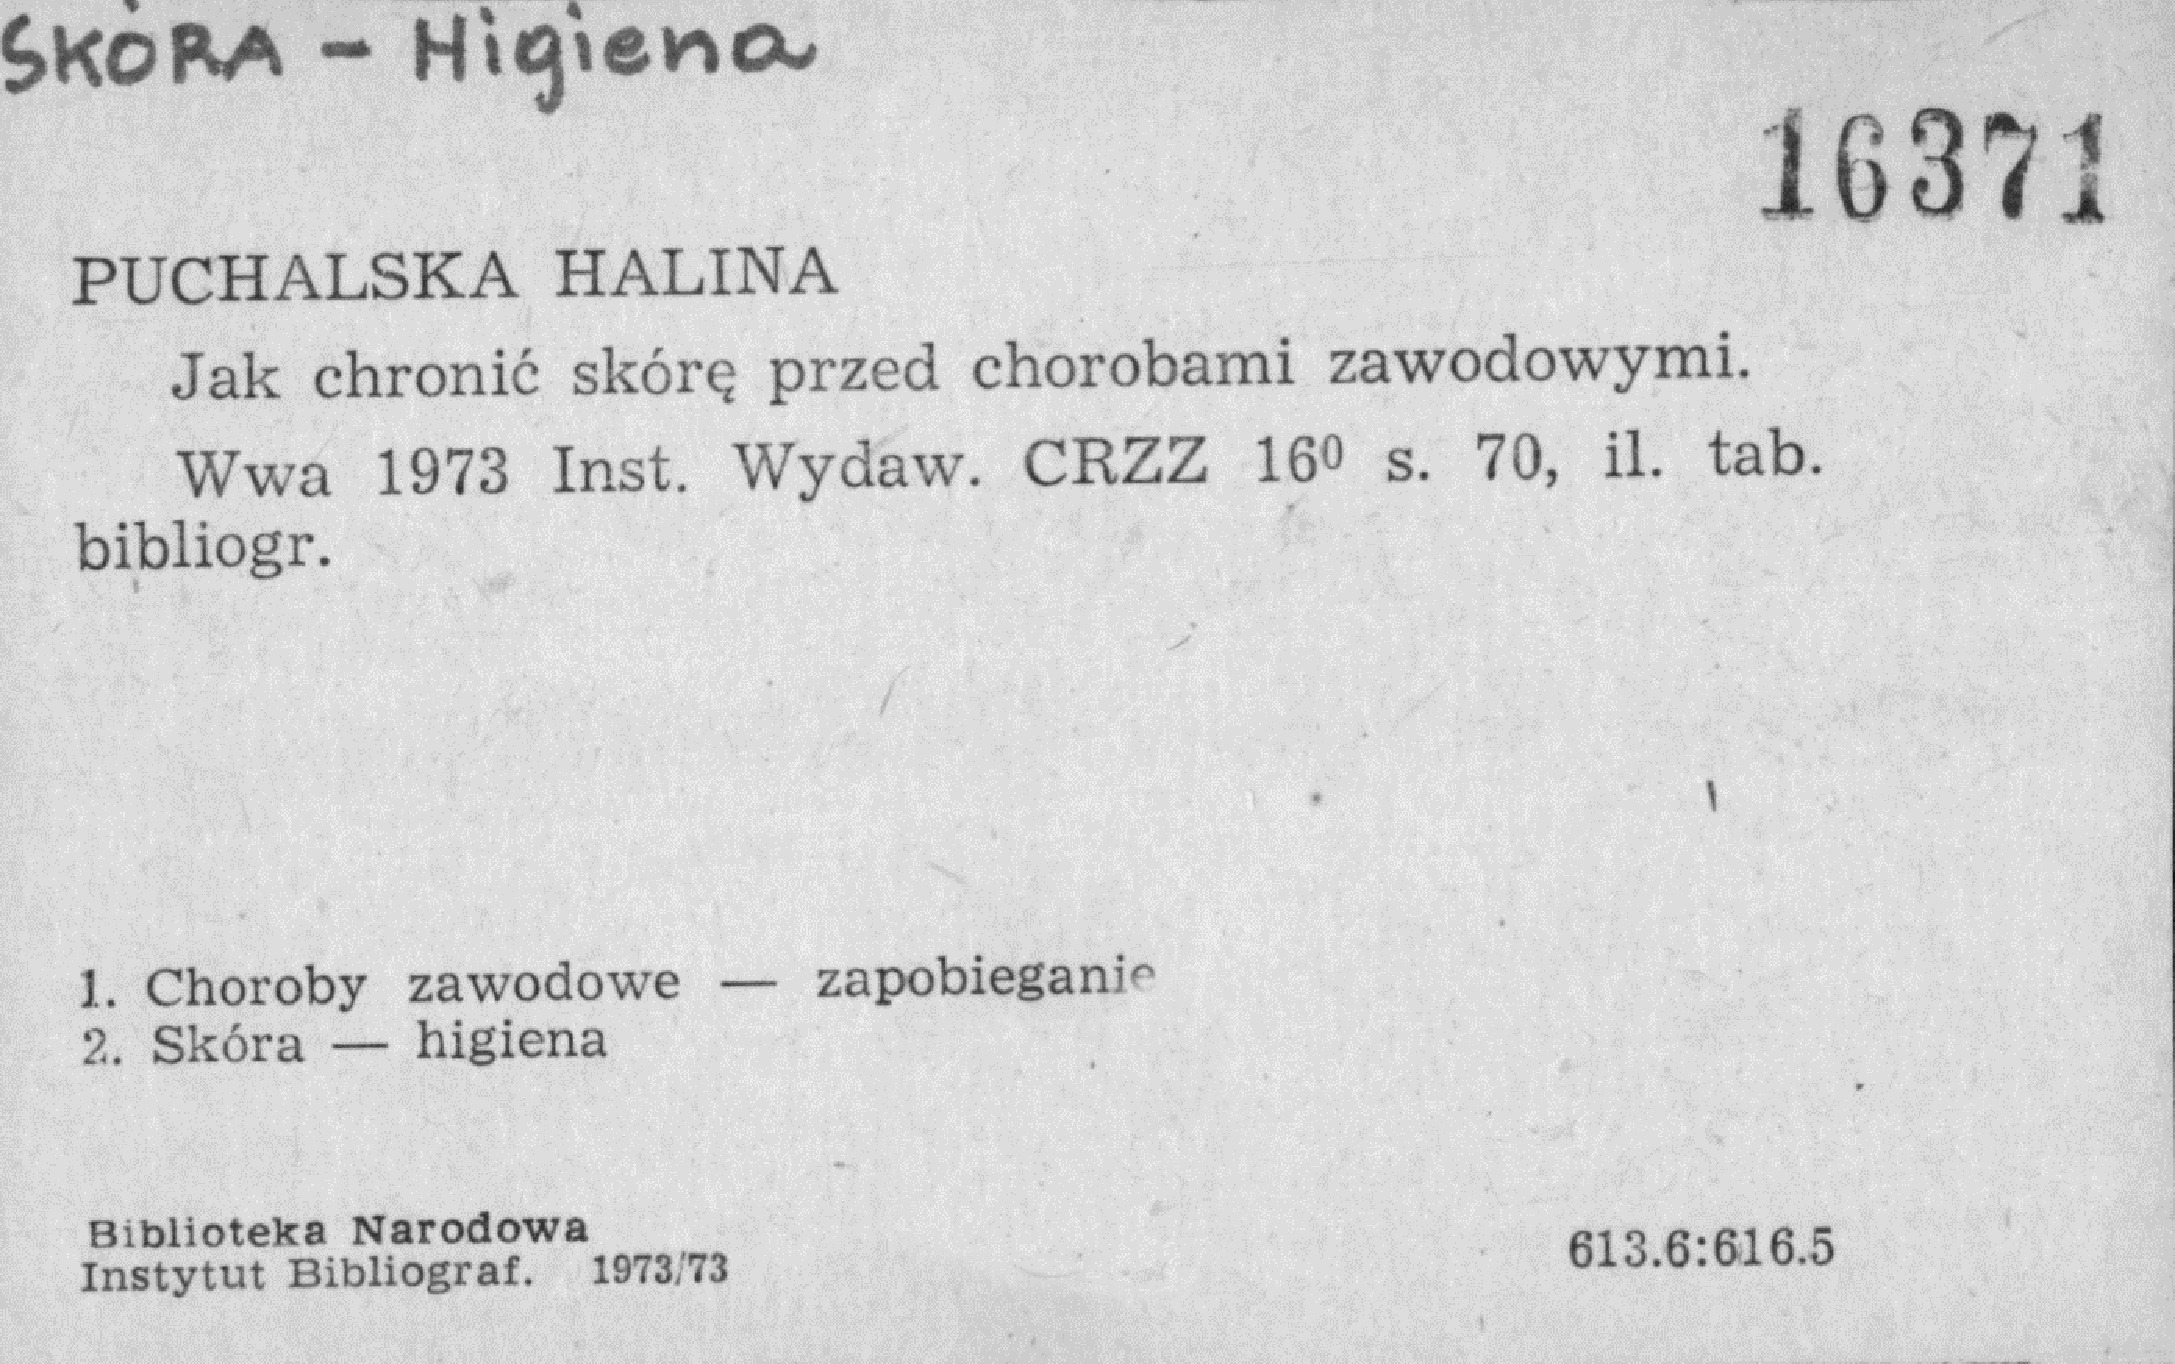 SKÓRA - Higiena
16371
PUCHALSKA HALINA
Jak chronić skórę przed chorobami zawodowymi.
Wwa 1973 Inst. Wydaw. CRZZ 16⁰ s. 70, il. tab.
bibliogr.
1. Choroby zawodowe — zapobieganie
2. Skóra — higiena
Biblioteka Narodowa
Instytut Bibliograf. 1973/73
613.6:616.5